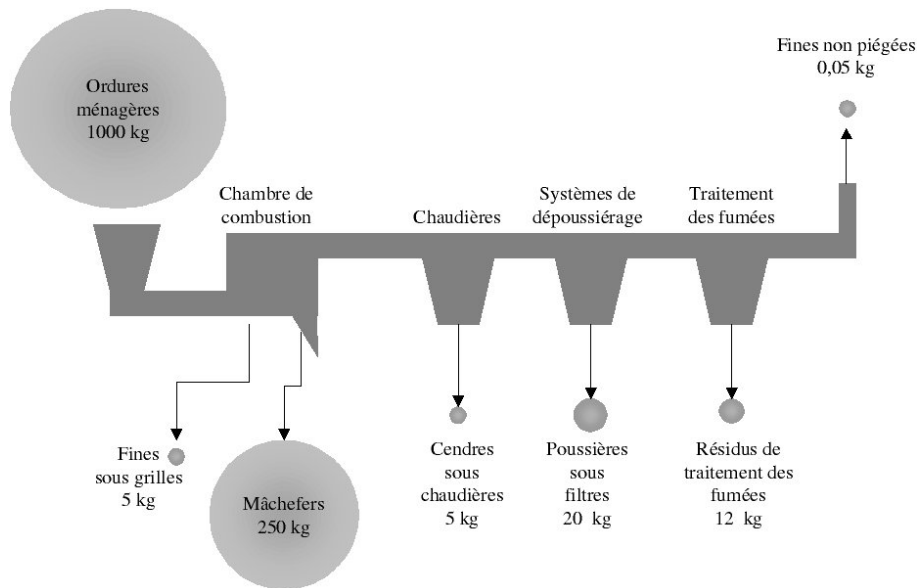 Ordures
ménagères
1000 kg
Fines non piégées
0,05 kg
Chambre de
combustion
Chaudières
Systèmes de
dépoussiérage
Traitement
des fumées
Fines
sous grilles
5 kg
Mâchefers
250 kg
Cendres
sous
chaudières
5 kg
Poussières
sous
filtres
20 kg
Résidus de
traitement des
fumées
12 kg